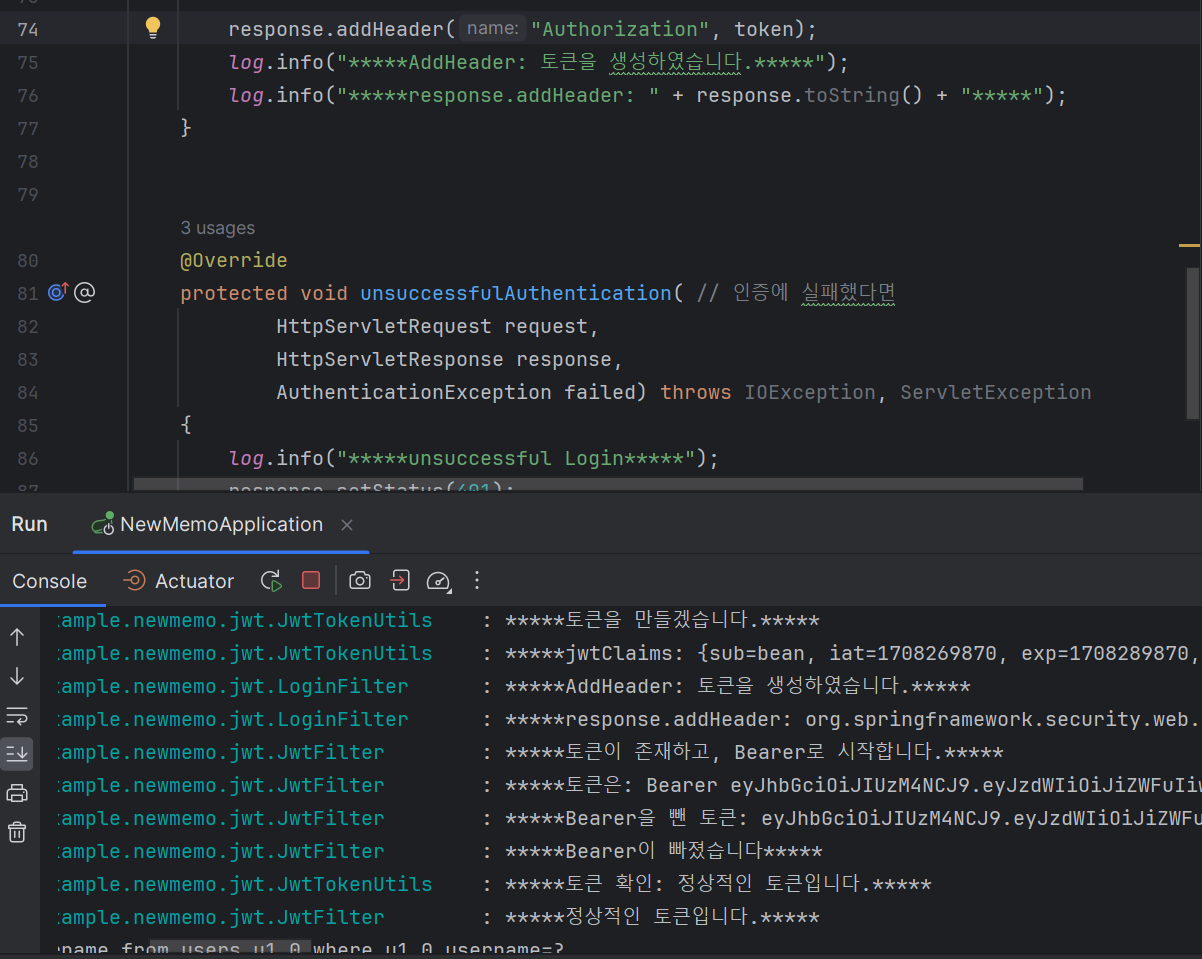 74 response.addHeader( name: "Authorization", token);
75 log.info("*****AddHeader: 토큰을 생성하였습니다.*****");
76 log.info("*****response.addHeader: " + response.toString() + "*****");
77 }
78
79
3 usages
80 @Override
81 @ protected void unsuccessfulAuthentication( // 인증에 실패했다면
82 HttpServletRequest request,
83 HttpServletResponse response,
84 AuthenticationException failed) throws IOException, ServletException
85 {
86 log.info("*****unsuccessful Login*****");
87 response.setStatus(401);
Run NewMemoApplication
Console Actuator
ample.newmemo.jwt.JwtTokenUtils : *****토큰을 만들겠습니다.*****
ample.newmemo.jwt.JwtTokenUtils : *****jwtClaims: {sub=bean, iat=1708269870, exp=1708289870,
ample.newmemo.jwt.LoginFilter : *****AddHeader: 토큰을 생성하였습니다.*****
ample.newmemo.jwt.LoginFilter : *****response.addHeader: org.springframework.security.web.
ample.newmemo.jwt.JwtFilter : *****토큰이 존재하고, Bearer로 시작합니다.*****
ample.newmemo.jwt.JwtFilter : *****토큰은: Bearer eyJhbGciOiJIUzM4NCJ9.eyJzdWIiOiJiZWFuIiw
ample.newmemo.jwt.JwtFilter : *****Bearer을 뺀 토큰: eyJhbGciOiJIUzM4NCJ9.eyJzdWIiOiJiZWFu
ample.newmemo.jwt.JwtFilter : *****Bearer이 빠졌습니다*****
ample.newmemo.jwt.JwtTokenUtils : *****토큰 확인: 정상적인 토큰입니다.*****
ample.newmemo.jwt.JwtFilter : *****정상적인 토큰입니다.*****
ename from users u1_0 where u1_0.username=?